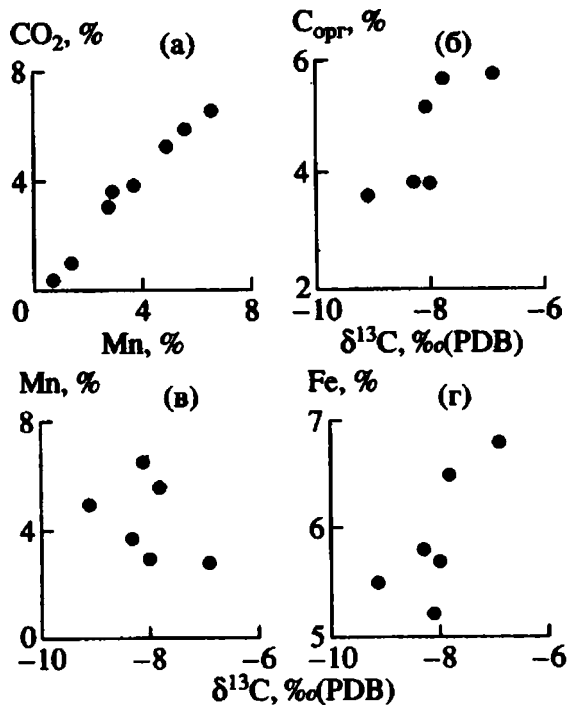 CO₂, % (а) Cорг, % (б)
8 6
4 4
0 4 8 2
−10 −8 −6
Mn, % δ¹³C, ‰(PDB)
Mn, % (в) Fe, % (г)
8 7
4 6
0 5
−10 −8 −6 −10 −8 −6
δ¹³C, ‰(PDB)